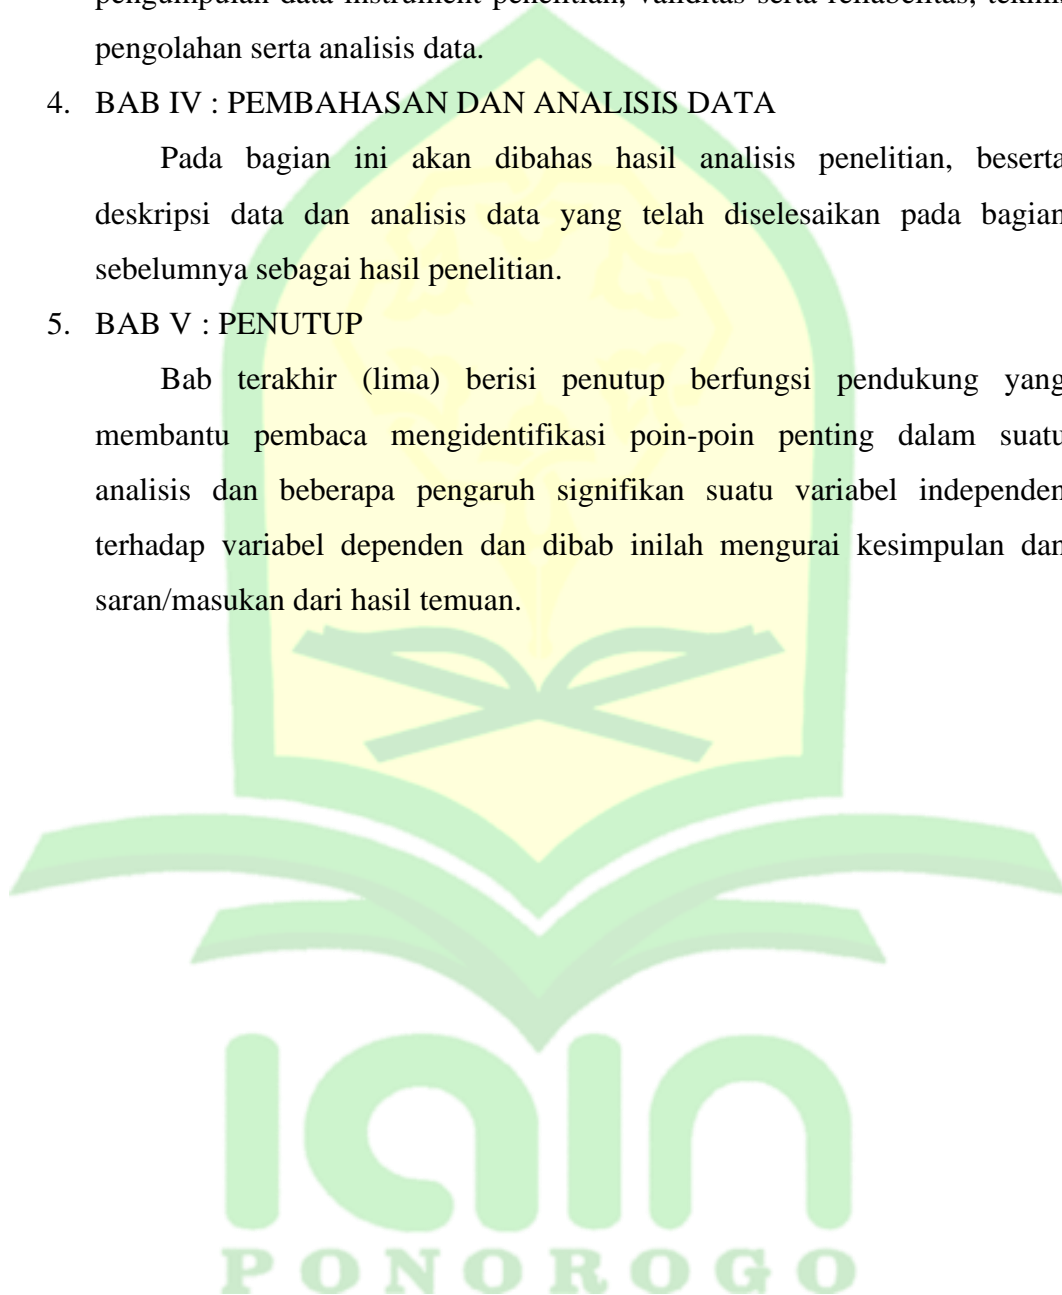 pengumpulan data instrument penelitian, validitas serta reliabelitas, teknik
pengolahan serta analisis data.
4. BAB IV : PEMBAHASAN DAN ANALISIS DATA
Pada bagian ini akan dibahas hasil analisis penelitian, beserta
deskripsi data dan analisis data yang telah diselesaikan pada bagian
sebelumnya sebagai hasil penelitian.
5. BAB V : PENUTUP
Bab terakhir (lima) berisi penutup berfungsi pendukung yang
membantu pembaca mengidentifikasi poin-poin penting dalam suatu
analisis dan beberapa pengaruh signifikan suatu variabel independen
terhadap variabel dependen dan dibab inilah mengurai kesimpulan dan
saran/masukan dari hasil temuan.
IAIN
PONOROGO